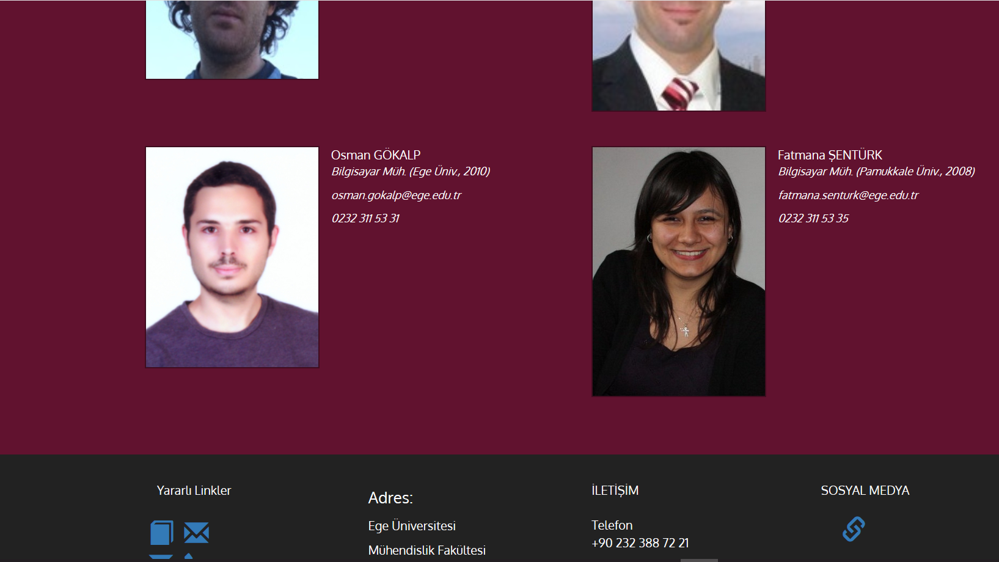 Osman GÖKALP
Bilgisayar Müh. (Ege Üniv., 2010)
osman.gokalp@ege.edu.tr
0232 311 53 31
Fatmana ŞENTÜRK
Bilgisayar Müh. (Pamukkale Üniv., 2008)
fatmana.senturk@ege.edu.tr
0232 311 53 35
Yararlı Linkler
Adres:
Ege Üniversitesi
Mühendislik Fakültesi
İLETİŞİM
Telefon
+90 232 388 72 21
SOSYAL MEDYA